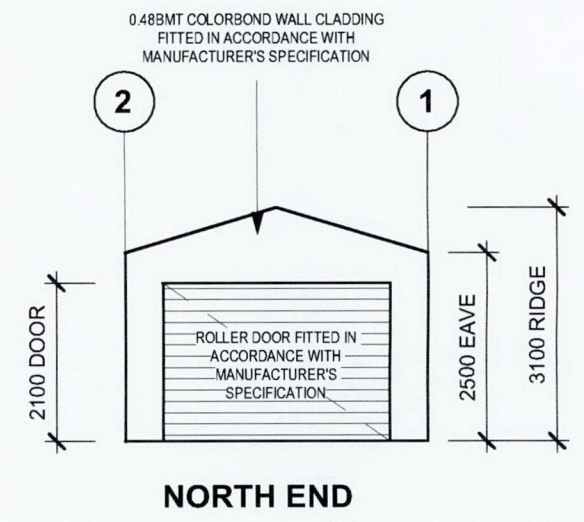 0.48BMT COLORBOND WALL CLADDING
FITTED IN ACCORDANCE WITH
MANUFACTURER'S SPECIFICATION
2
1
2100 DOOR
ROLLER DOOR FITTED IN
ACCORDANCE WITH
MANUFACTURER'S
SPECIFICATION
2500 EAVE
3100 RIDGE
NORTH END